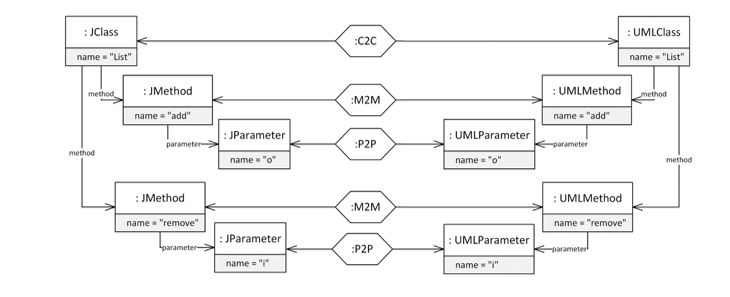 : JClass
:C2C
: UMLClass
name = "List"
name = "List"
method
: JMethod
:M2M
: UMLMethod
method
name = "add"
name = "add"
parameter
: JParameter
:P2P
: UMLParameter
parameter
name = "o"
name = "o"
method
method
: JMethod
:M2M
: UMLMethod
name = "remove"
name = "remove"
parameter
: JParameter
:P2P
: UMLParameter
parameter
name = "i"
name = "i"